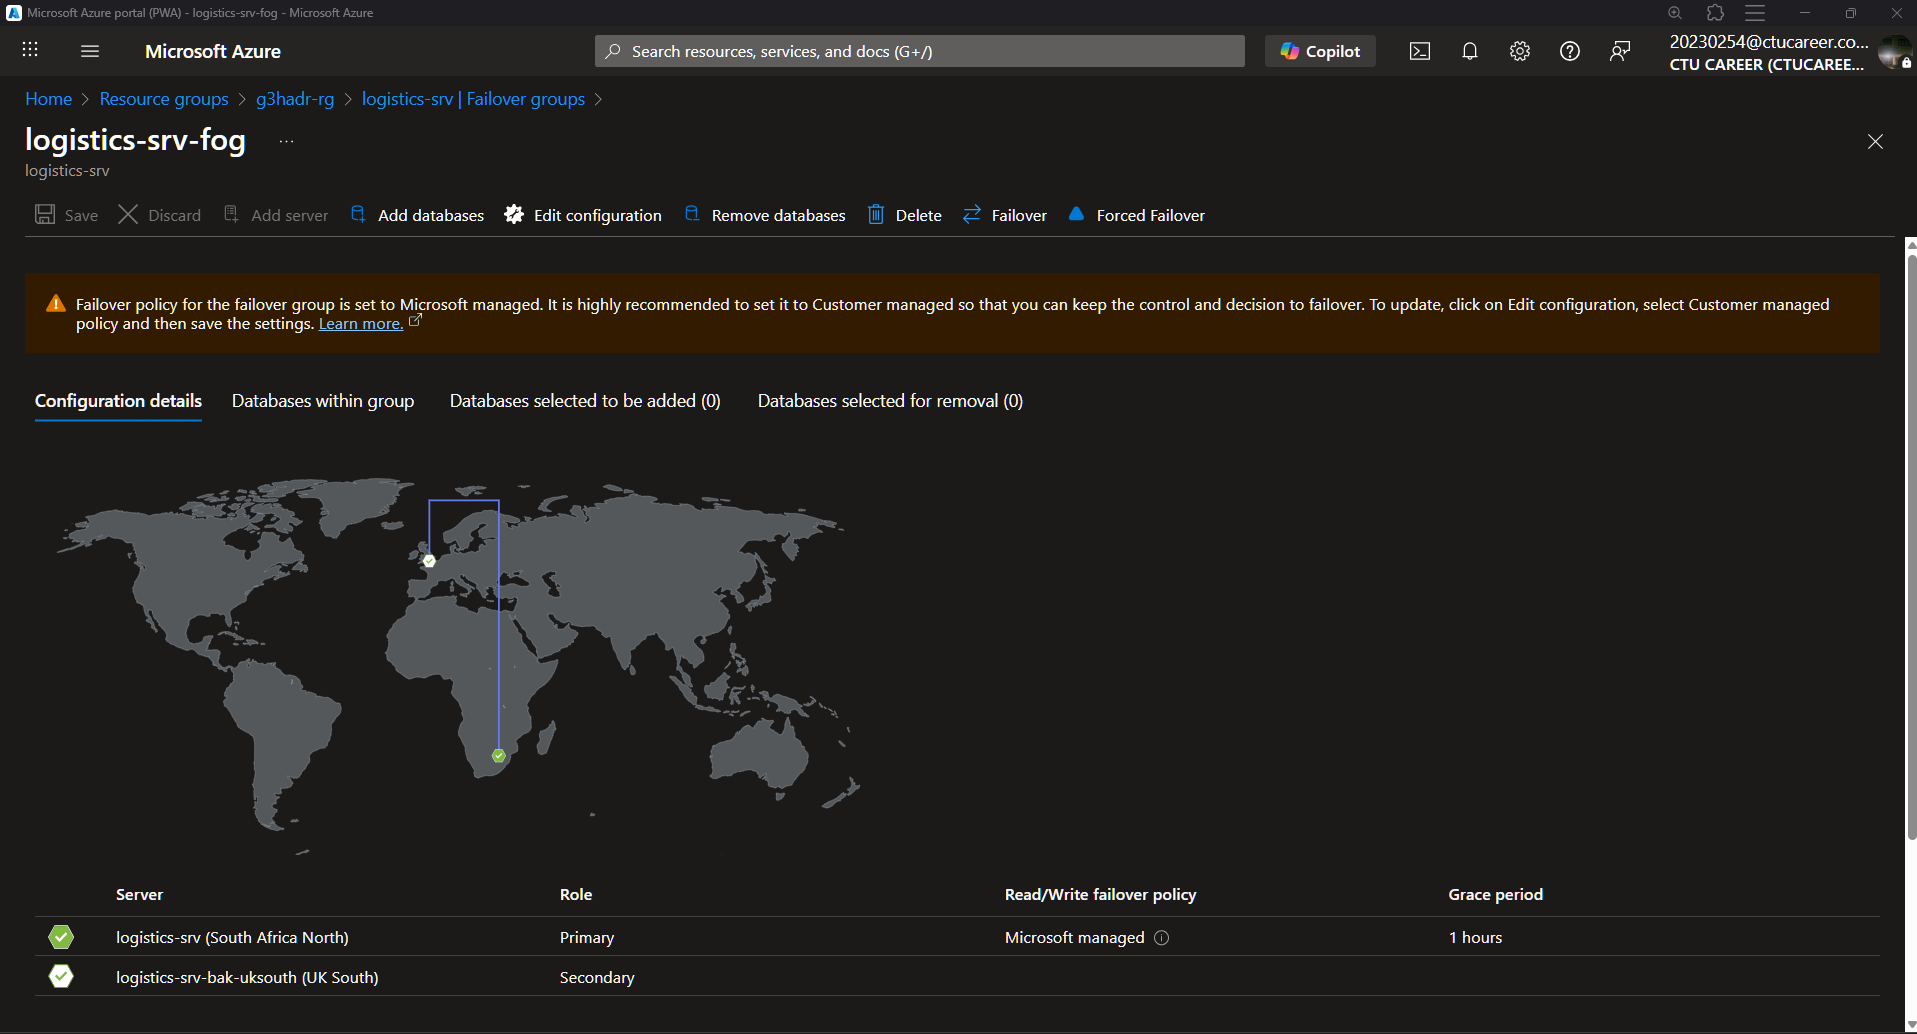 Microsoft Azure portal (PWA) - logistics-srv-fog - Microsoft Azure
Microsoft Azure
Search resources, services, and docs (G+/)
Copilot
20230254@ctucareer.co...
CTU CAREER (CTUCAREE...
Home > Resource groups > g3hadr-rg > logistics-srv | Failover groups >
logistics-srv-fog ...
logistics-srv
Save Discard Add server Add databases Edit configuration Remove databases Delete Failover Forced Failover
Failover policy for the failover group is set to Microsoft managed. It is highly recommended to set it to Customer managed so that you can keep the control and decision to failover. To update, click on Edit configuration, select Customer managed
policy and then save the settings. Learn more.
Configuration details Databases within group Databases selected to be added (0) Databases selected for removal (0)
Server Role Read/Write failover policy Grace period
logistics-srv (South Africa North) Primary Microsoft managed 1 hours
logistics-srv-bak-uksouth (UK South) Secondary